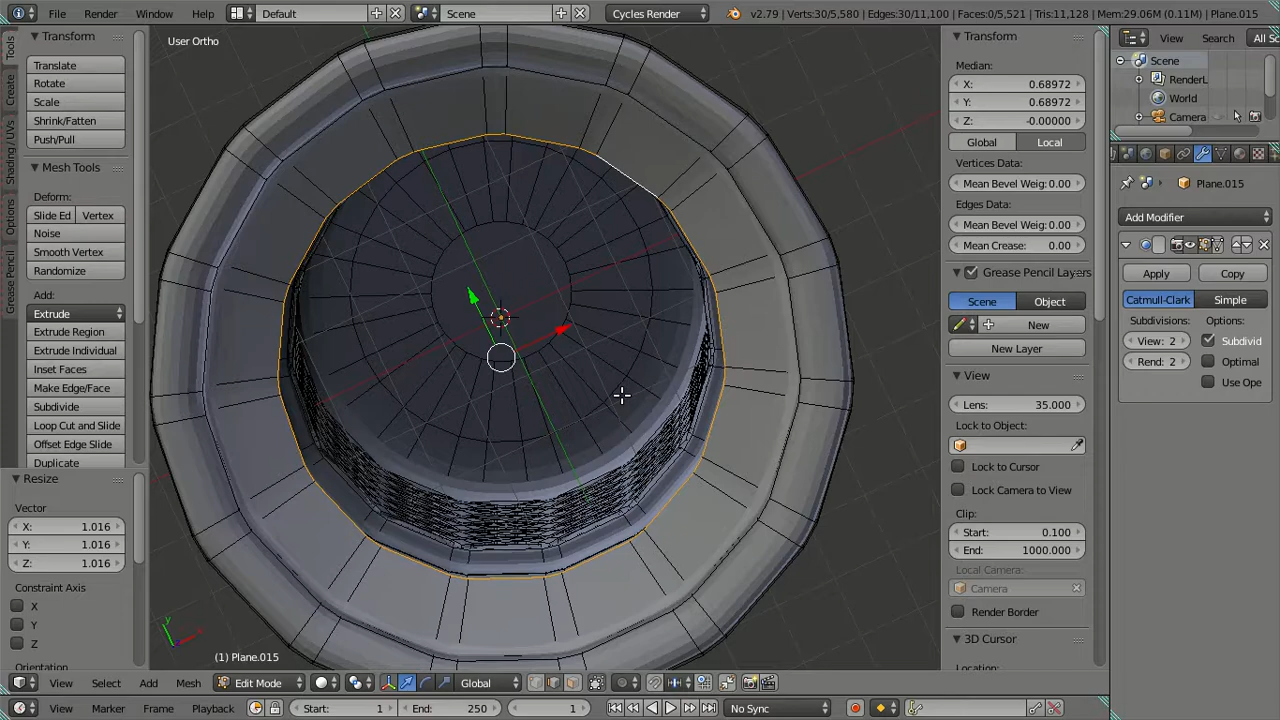 File Render Window Help Default Scene Cycles Render v2.79 | Verts:30/5,580 | Edges:30/11,100 | Faces:0/5,521 | Tris:11,128 | Mem:29.06M (0.11M) | Plane.015
Tools
Create
Shading / UVs
Options
Grease Pencil
Transform
Translate
Rotate
Scale
Shrink/Fatten
Push/Pull
Mesh Tools
Deform:
Slide Ed Vertex
Noise
Smooth Vertex
Randomize
Add:
Extrude
Extrude Region
Extrude Individual
Inset Faces
Make Edge/Face
Subdivide
Loop Cut and Slide
Offset Edge Slide
Duplicate
Resize
Vector
X: 1.016
Y: 1.016
Z: 1.016
Constraint Axis
X
Y
Z
Orientation
User Ortho
y
(1) Plane.015
Transform
Median:
X: 0.68972
Y: 0.68972
Z: -0.00000
Global Local
Vertices Data:
Mean Bevel Weig: 0.00
Edges Data:
Mean Bevel Weig: 0.00
Mean Crease: 0.00
Grease Pencil Layers
Scene Object
New
New Layer
View
Lens: 35.000
Lock to Object:
Lock to Cursor
Lock Camera to View
Clip:
Start: 0.100
End: 1000.000
Local Camera:
Camera
Render Border
3D Cursor
Location:
View Search All Sc
Scene
RenderL
World
Camera
Plane.015
Add Modifier
Apply Copy
Catmull-Clark Simple
Subdivisions: Options:
View: 2 Subdivid
Rend: 2 Optimal
Use Ope
View Select Add Mesh Edit Mode Global
View Marker Frame Playback Start: 1 End: 250 1 No Sync